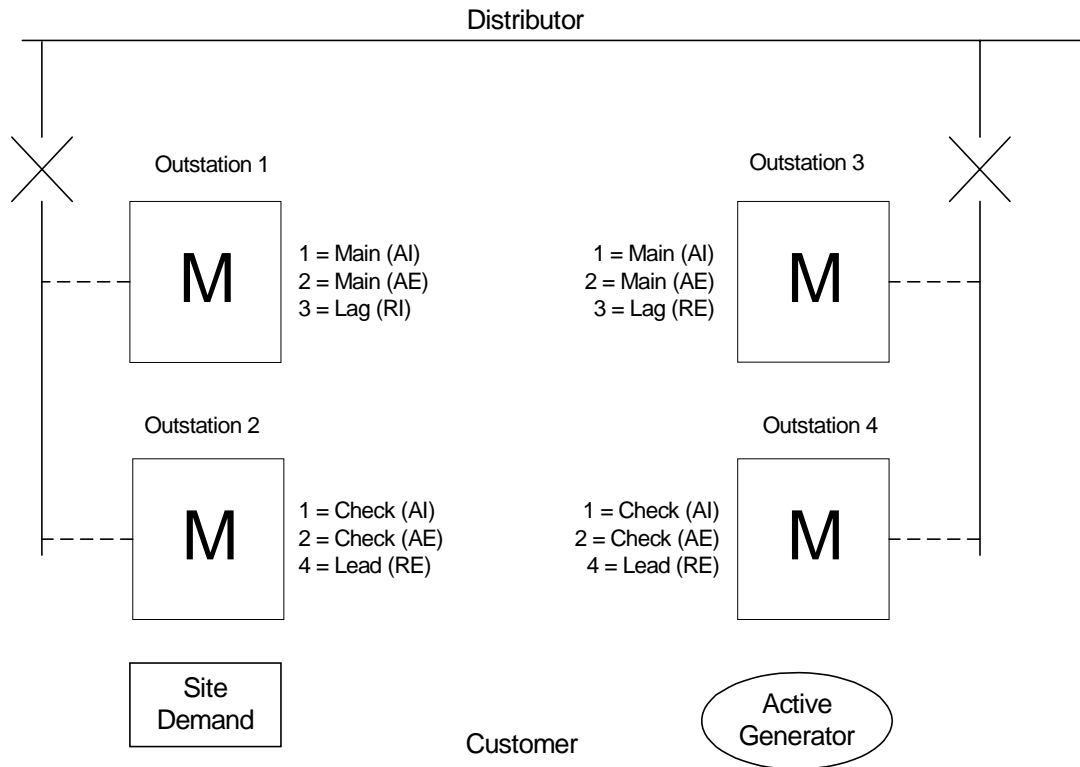 Distributor
Outstation 1
M
1 = Main (AI)
2 = Main (AE)
3 = Lag (RI)
Outstation 3
1 = Main (AI)
2 = Main (AE)
3 = Lag (RE)
M
Outstation 2
M
1 = Check (AI)
2 = Check (AE)
4 = Lead (RE)
Outstation 4
1 = Check (AI)
2 = Check (AE)
4 = Lead (RE)
M
Site
Demand
Customer
Active
Generator